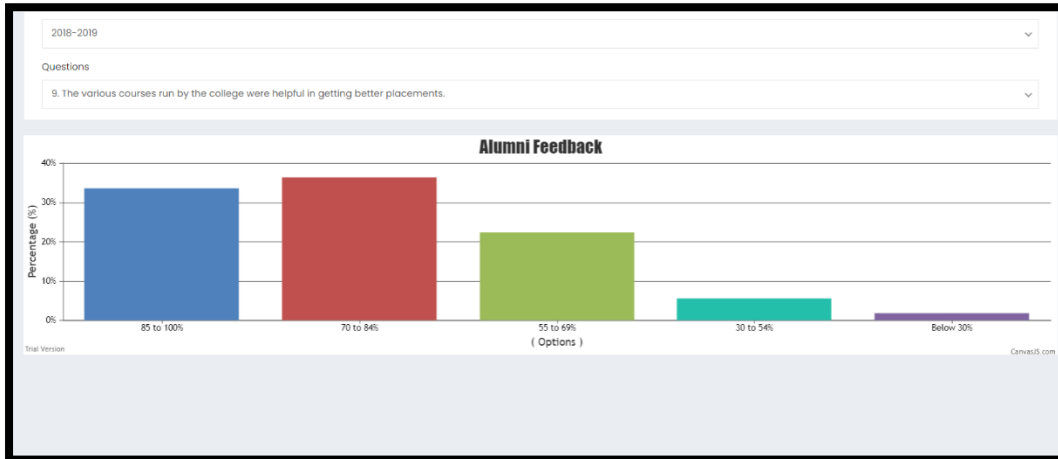 2018-2019
Questions
9. The various courses run by the college were helpful in getting better placements.
Alumni Feedback
40%
30%
20%
10%
0%
Percentage (%)
85 to 100%
70 to 84%
55 to 69%
30 to 54%
Below 30%
( Options )
Trial Version
CanvasJS.com